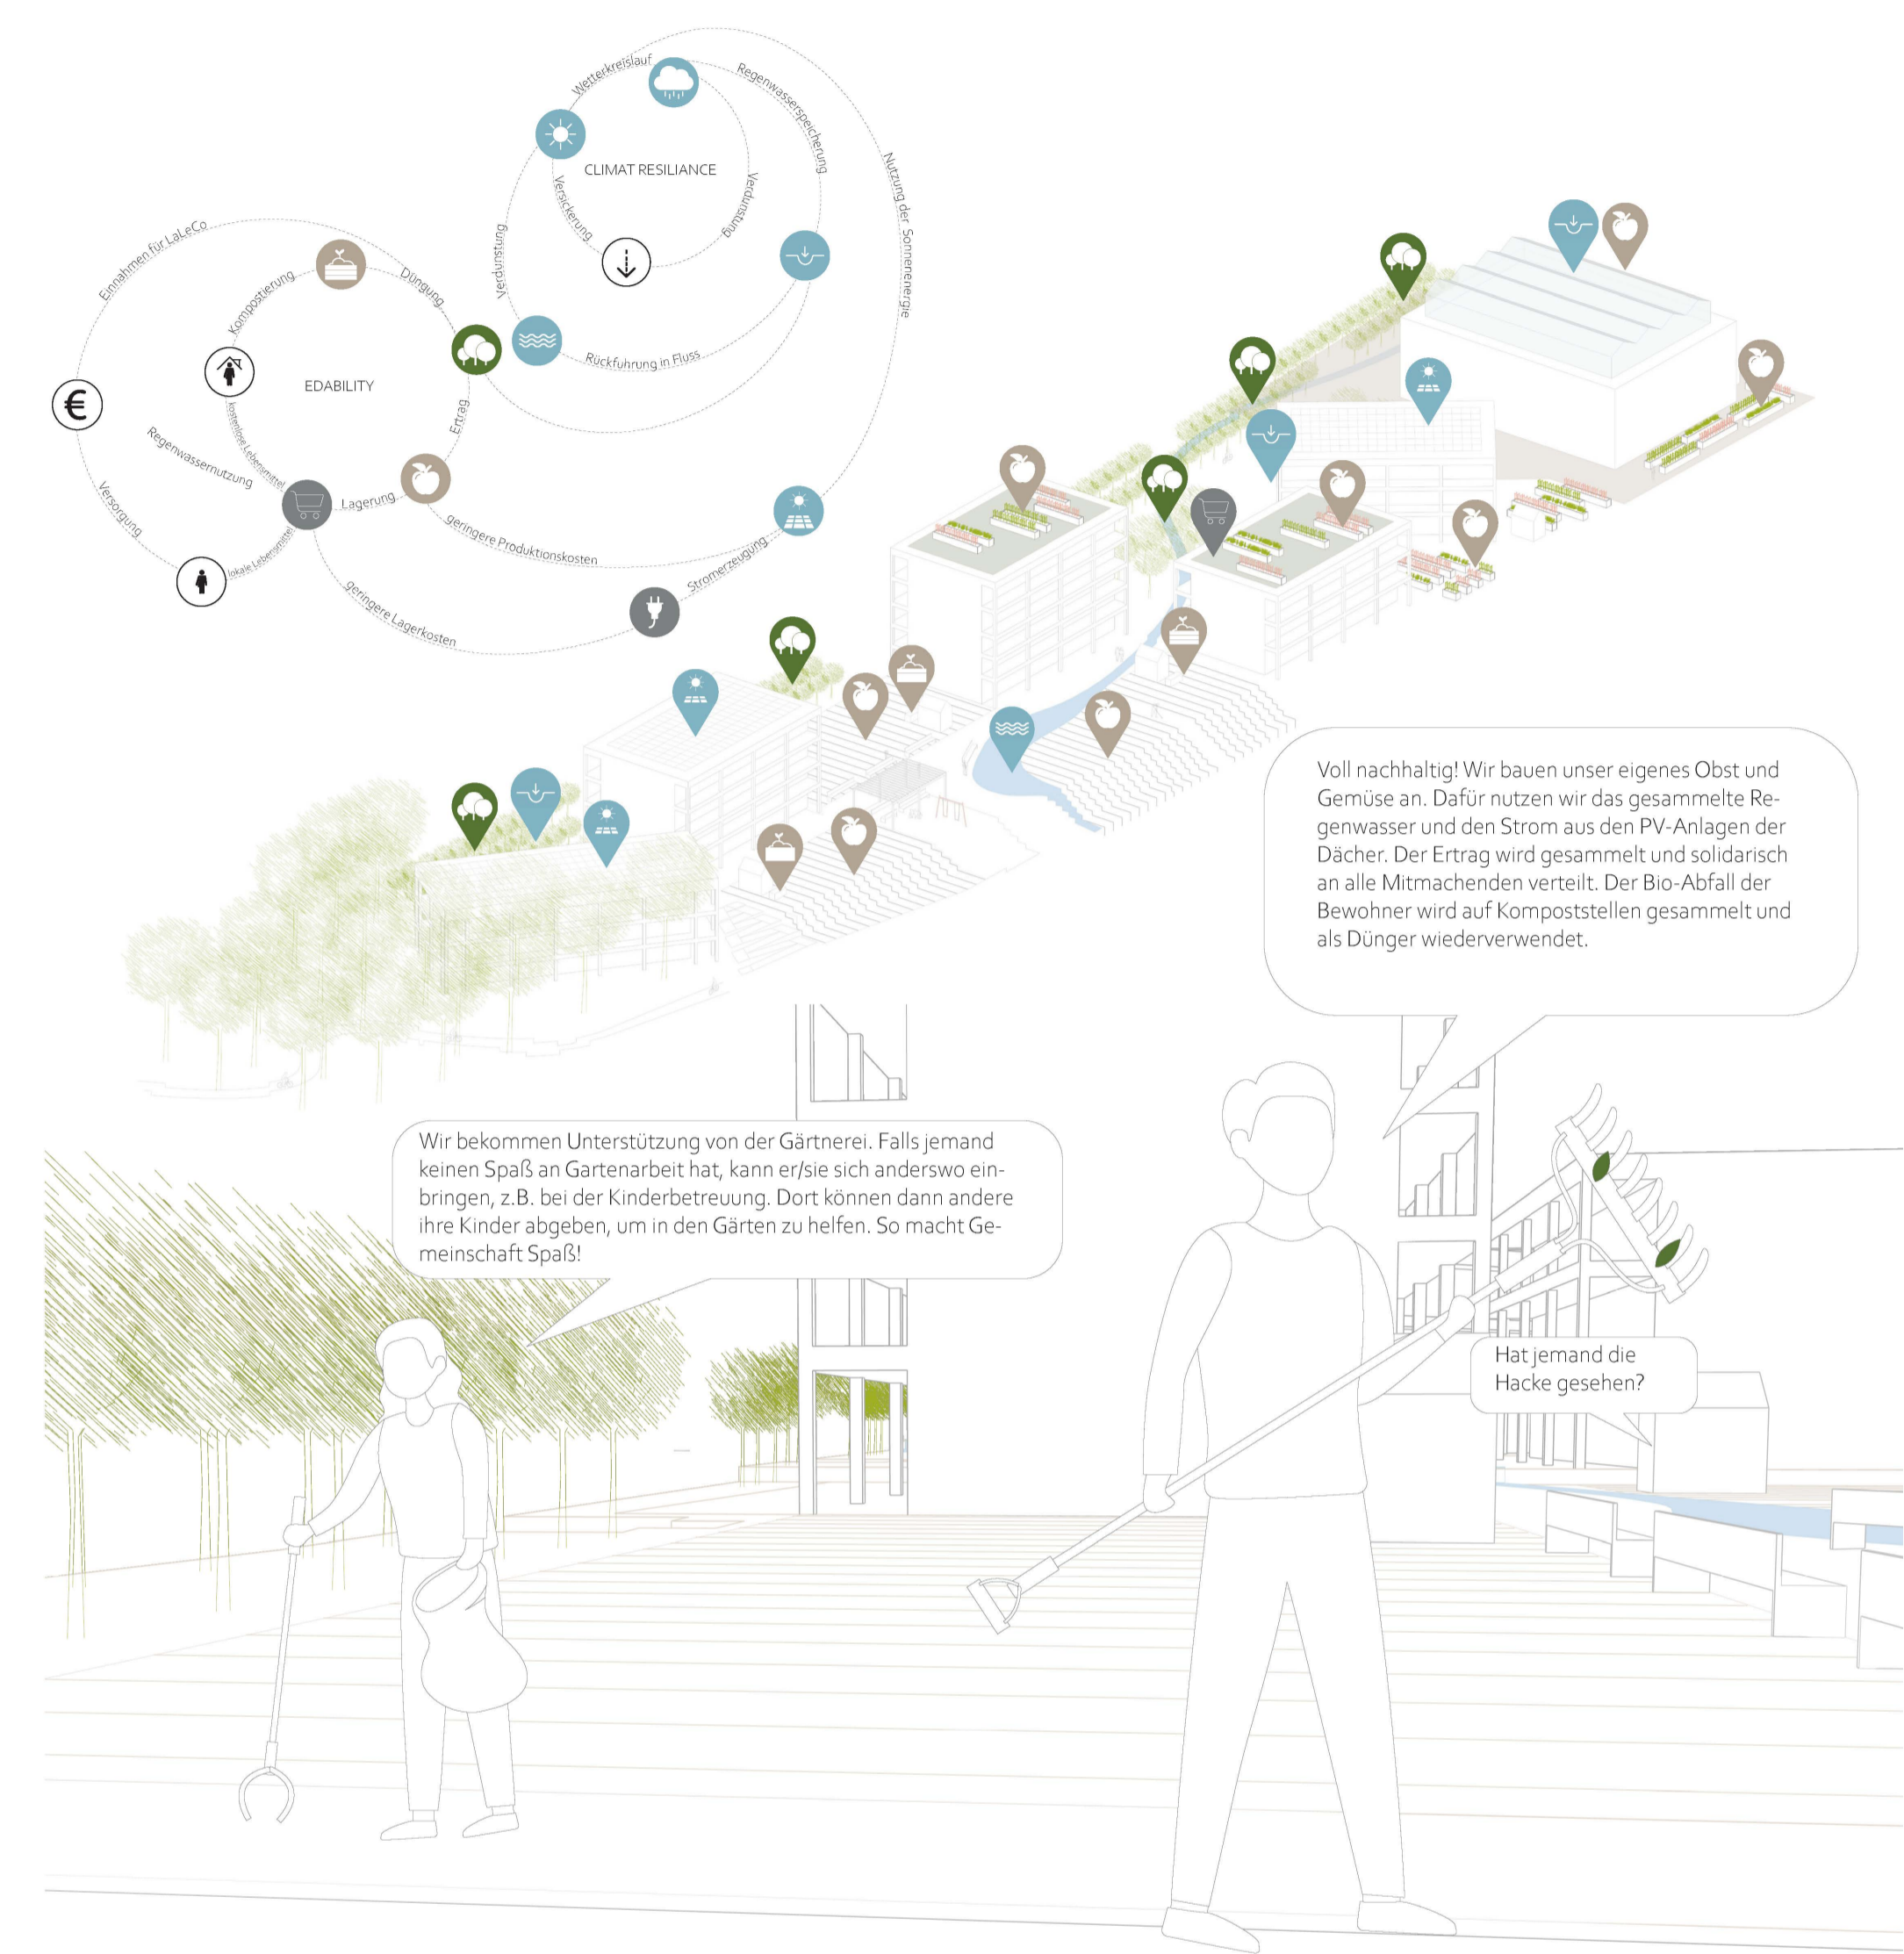 Wetterkreislauf
Regenwasserspeicherung
CLIMAT RESILIANCE
Versickerung
Verdunstung
Verdunstung
Nutzung der Sonnenenergie
Rückfuhrung in Fluss
Einnahmen für LaLeCo
Kompostierung
Düngung
EDABILITY
Ertrag
kostenlose Lebensmittel
Regenwassernutzung
€
Lagerung
Versorgung
lokale Lebensmittel
geringere Produktionskosten
Stromerzeugung
geringere Lagerkosten
Voll nachhaltig! Wir bauen unser eigenes Obst und
Gemüse an. Dafür nutzen wir das gesammelte Re-
genwasser und den Strom aus den PV-Anlagen der
Dächer. Der Ertrag wird gesammelt und solidarisch
an alle Mitmachenden verteilt. Der Bio-Abfall der
Bewohner wird auf Kompoststellen gesammelt und
als Dünger wiederverwendet.
Wir bekommen Unterstützung von der Gärtnerei. Falls jemand
keinen Spaß an Gartenarbeit hat, kann er/sie sich anderswo ein-
bringen, z.B. bei der Kinderbetreuung. Dort können dann andere
ihre Kinder abgeben, um in den Gärten zu helfen. So macht Ge-
meinschaft Spaß!
Hat jemand die
Hacke gesehen?